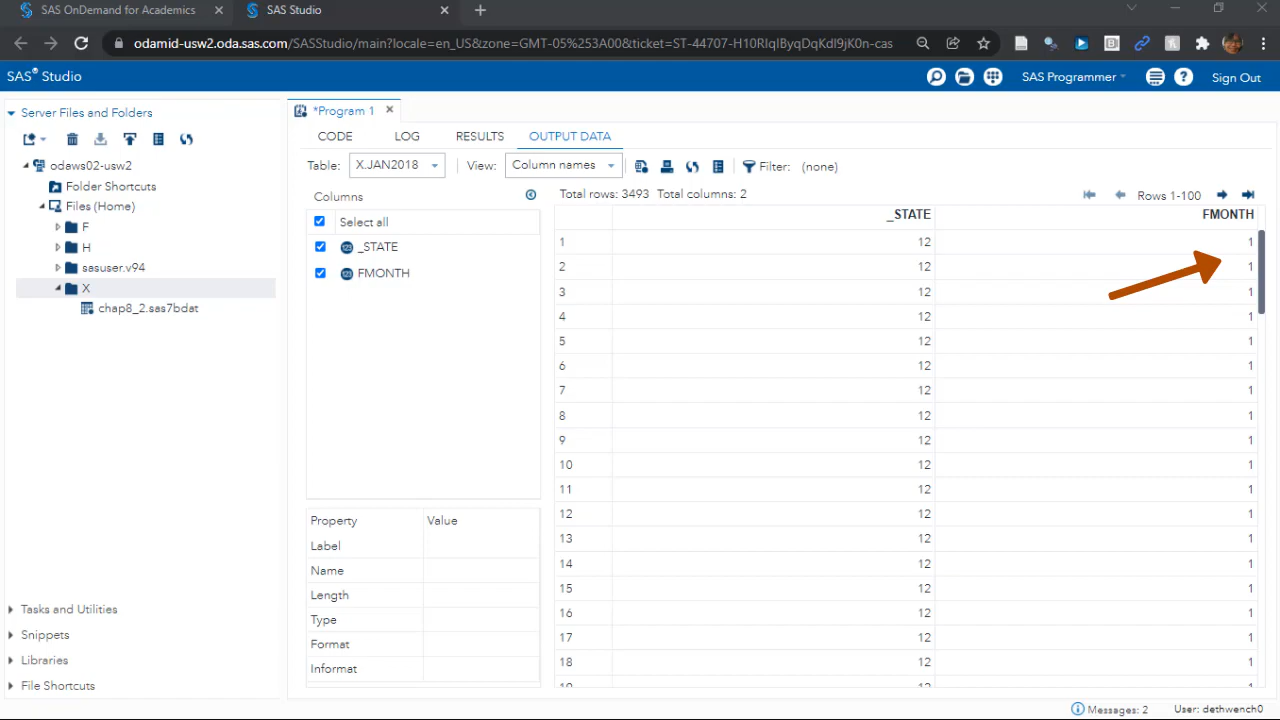 SAS OnDemand for Academics
SAS Studio
odamid-usw2.oda.sas.com/SASStudio/main?locale=en_US&zone=GMT-05%253A00&ticket=ST-44707-H10RIqIByqDqKdI9jK0n-cas
SAS® Studio
SAS Programmer
Sign Out
Server Files and Folders
odaws02-usw2
Folder Shortcuts
Files (Home)
F
H
sasuser.v94
X
chap8_2.sas7bdat
Tasks and Utilities
Snippets
Libraries
File Shortcuts
*Program 1
CODE LOG RESULTS OUTPUT DATA
Table: X.JAN2018 View: Column names Filter: (none)
Columns
Select all
_STATE
FMONTH
Property Value
Label
Name
Length
Type
Format
Informat
Total rows: 3493 Total columns: 2 Rows 1-100
_STATE FMONTH
1 12 1
2 12 1
3 12 1
4 12 1
5 12 1
6 12 1
7 12 1
8 12 1
9 12 1
10 12 1
11 12 1
12 12 1
13 12 1
14 12 1
15 12 1
16 12 1
17 12 1
18 12 1
19 12 1
Messages: 2 User: dethwench0